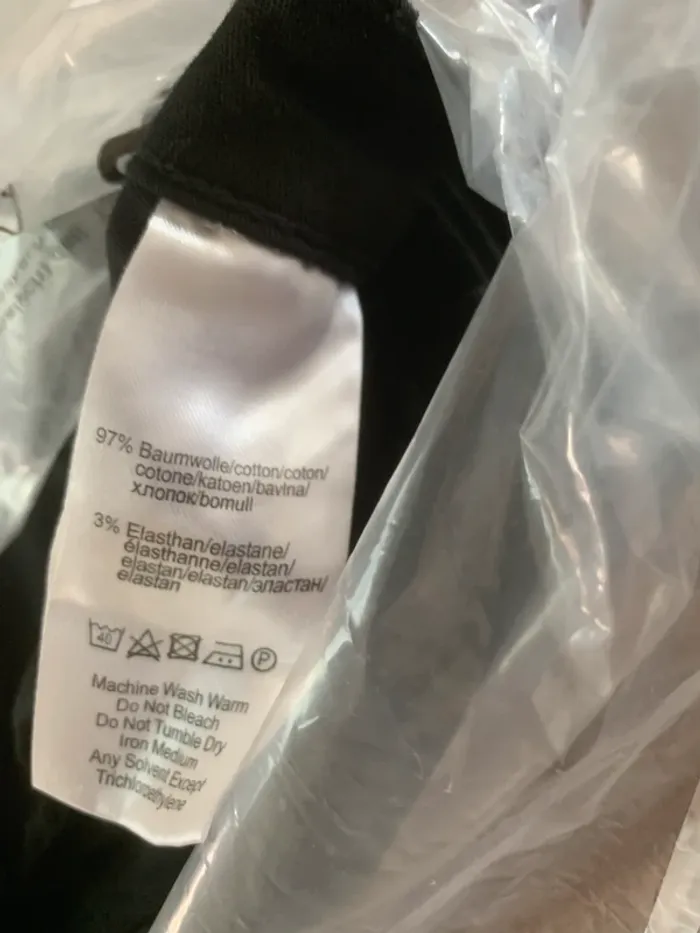 97% Baumwolle/cotton/coton/
cotone/katoen/bavlna/
хлопок/bomull
3% Elasthan/elastane/
élasthanne/elastan/
elastan/elastan/эластан/
elastan
40 P
Machine Wash Warm
Do Not Bleach
Do Not Tumble Dry
Iron Medium
Any Solvent Except
Trichloroethylene